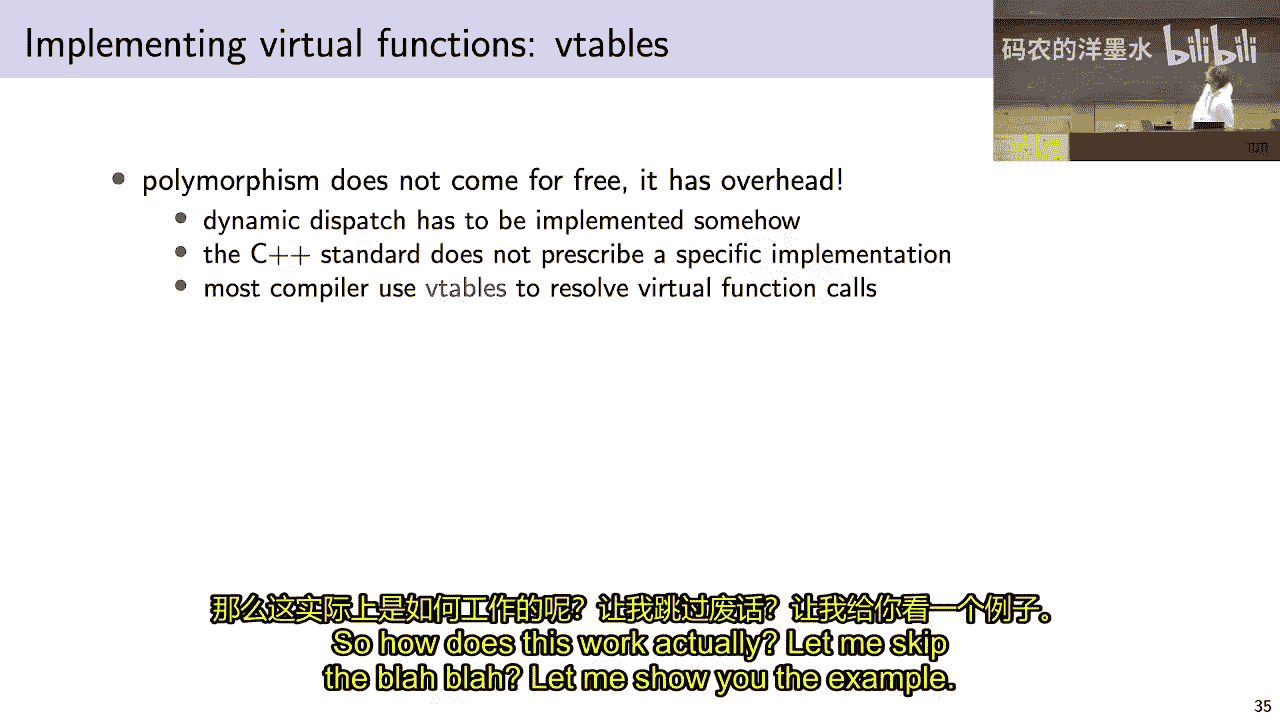 Implementing virtual functions: vtables
码农的洋墨水 bilibili
polymorphism does not come for free, it has overhead!
dynamic dispatch has to be implemented somehow
the C++ standard does not prescribe a specific implementation
most compiler use vtables to resolve virtual function calls
那么这实际上是如何工作的呢？让我跳过废话？让我给你看一个例子。
So how does this work actually? Let me skip
the blah blah? Let me show you the example.
35